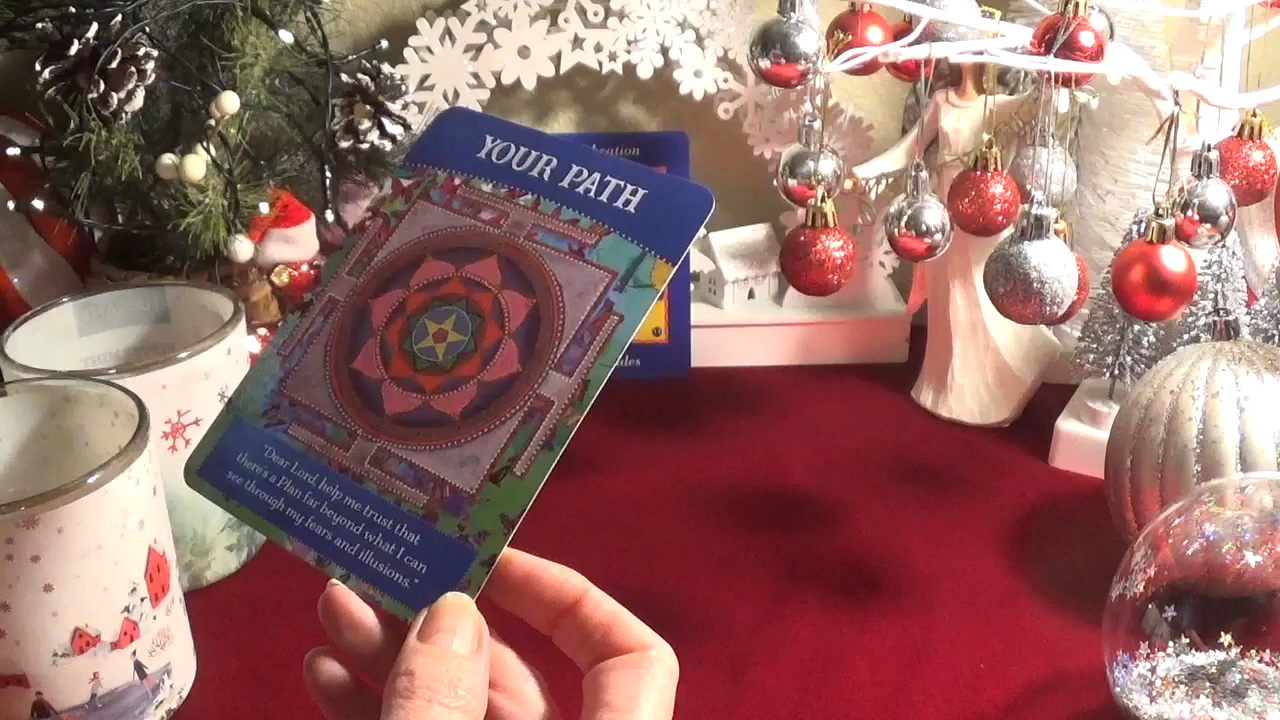 YOUR PATH
"Dear Lord, help me trust that
there's a Plan far beyond what I can
see through my fears and illusions."